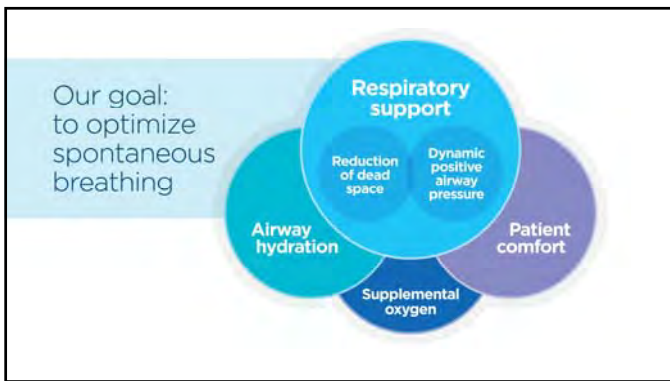 Our goal:
to optimize
spontaneous
breathing
Respiratory
support
Reduction
of dead
space
Dynamic
positive
airway
pressure
Airway
hydration
Patient
comfort
Supplemental
oxygen